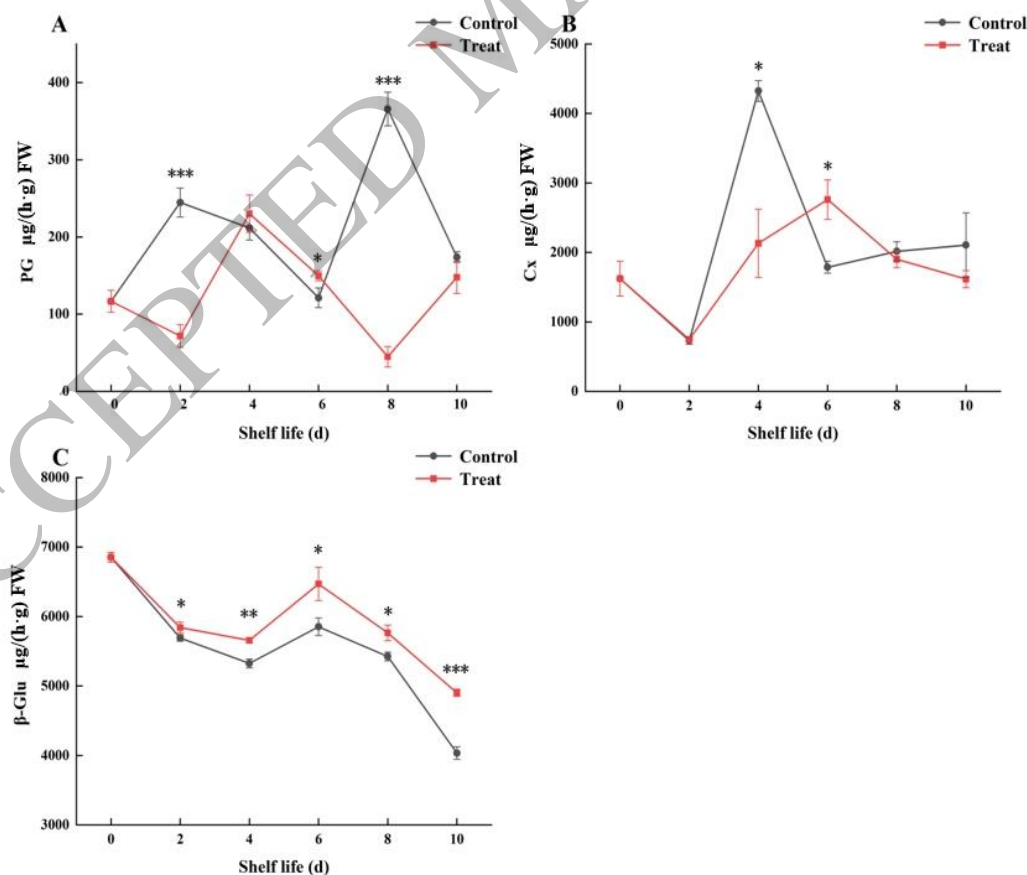 A
Control
Treat
PG μg/(h·g) FW
400
300
200
100
0
***
***
*
0 2 4 6 8 10
Shelf life (d)
B
Control
Treat
Cx μg/(h·g) FW
5000
4000
3000
2000
1000
0
*
*
0 2 4 6 8 10
Shelf life (d)
C
Control
Treat
β-Glu μg/(h·g) FW
8000
7000
6000
5000
4000
3000
*
**
*
*
***
0 2 4 6 8 10
Shelf life (d)
CCEPTED M